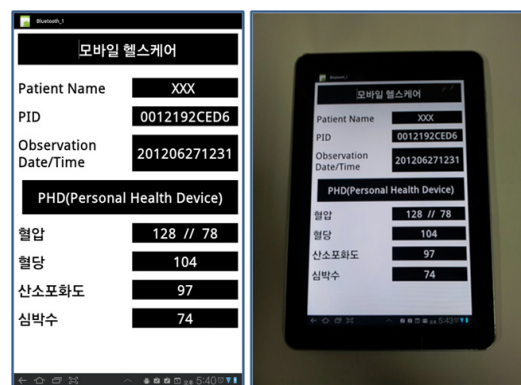 Bluetooth_1
모바일 헬스케어
Patient Name XXX
PID 0012192CED6
Observation
Date/Time 201206271231
PHD(Personal Health Device)
혈압 128 // 78
혈당 104
산소포화도 97
심박수 74
5:40
Bluetooth_1
모바일 헬스케어
Patient Name XXX
PID 0012192CED6
Observation
Date/Time 201206271231
PHD(Personal Health Device)
혈압 128 // 78
혈당 104
산소포화도 97
심박수 74
5:43